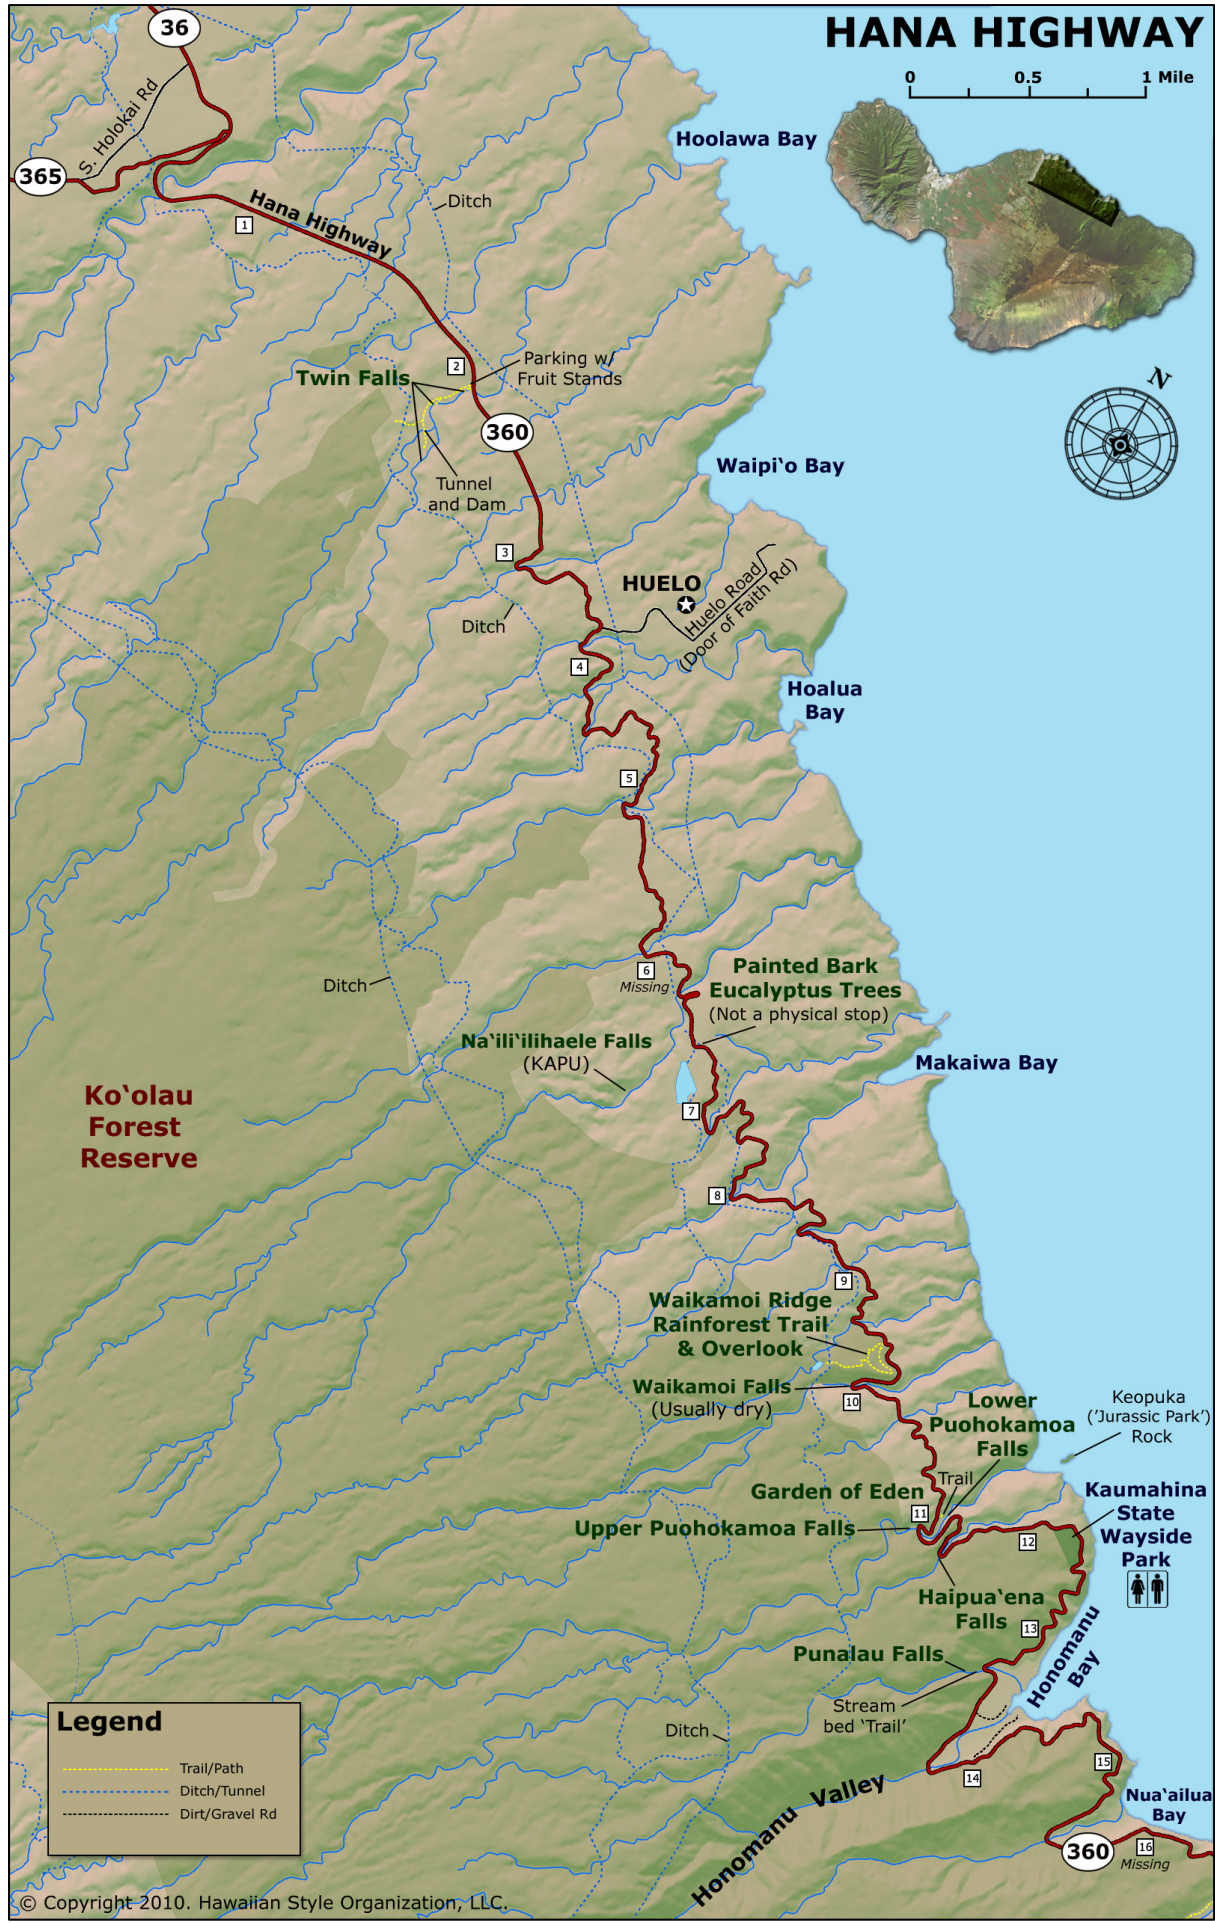 HANA HIGHWAY
0 0.5 1 Mile
36
S. Holokai Rd
365
Hoolawa Bay
Ditch
Hana Highway
1
N
2
Parking w/
Fruit Stands
Twin Falls
360
Waipi‘o Bay
Tunnel
and Dam
3
HUELO
Huelo Road
(Door of Faith Rd)
Ditch
4
Hoalua
Bay
5
Painted Bark
Eucalyptus Trees
(Not a physical stop)
6
Missing
Ditch
Na‘ili‘ilihaele Falls
(KAPU)
Makaiwa Bay
Ko‘olau
Forest
Reserve
7
8
9
Waikamoi Ridge
Rainforest Trail
& Overlook
Waikamoi Falls
(Usually dry)
10
Lower
Puohokamoa
Falls
Keopuka
(‘Jurassic Park’)
Rock
Trail
Garden of Eden
11
Kaumahina
State
Wayside
Park
Upper Puohokamoa Falls
12
Haipua‘ena
Falls
13
Honomanu
Bay
Punalau Falls
Stream
bed ‘Trail’
Ditch
14
15
Honomanu Valley
Nua‘ailua
Bay
360
16
Missing
Legend
Trail/Path
Ditch/Tunnel
Dirt/Gravel Rd
© Copyright 2010. Hawaiian Style Organization, LLC.